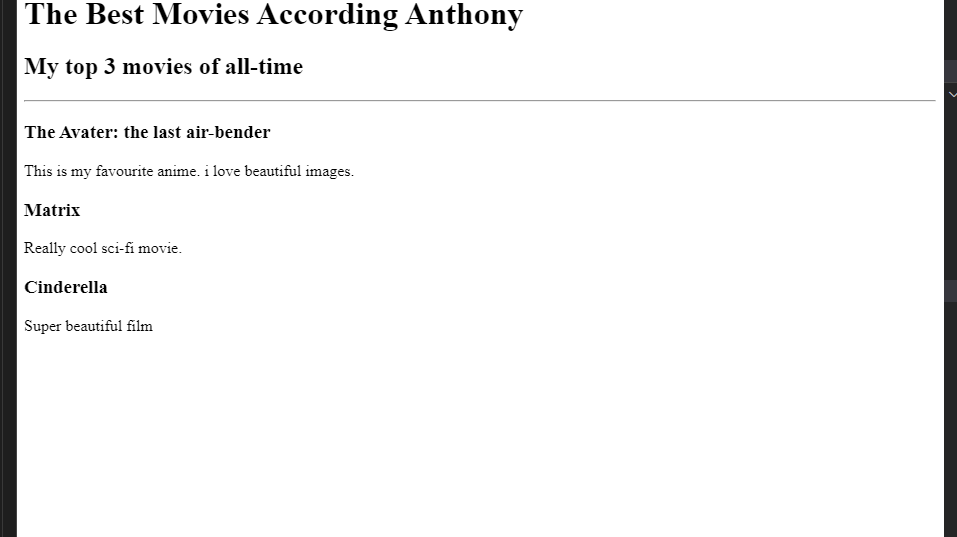 The Best Movies According Anthony
My top 3 movies of all-time
The Avater: the last air-bender
This is my favourite anime. i love beautiful images.
Matrix
Really cool sci-fi movie.
Cinderella
Super beautiful film